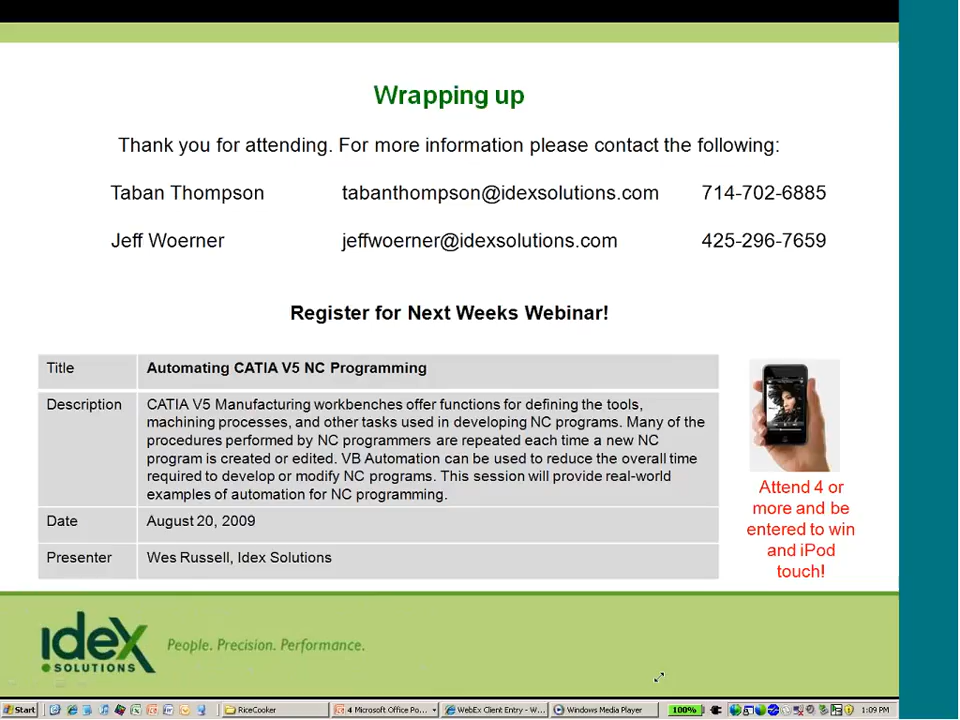 Wrapping up
Thank you for attending. For more information please contact the following:
Taban Thompson tabanthompson@idexsolutions.com 714-702-6885
Jeff Woerner jeffwoerner@idexsolutions.com 425-296-7659
Register for Next Weeks Webinar!
Title Automating CATIA V5 NC Programming
Description CATIA V5 Manufacturing workbenches offer functions for defining the tools,
machining processes, and other tasks used in developing NC programs. Many of the
procedures performed by NC programmers are repeated each time a new NC
program is created or edited. VB Automation can be used to reduce the overall time
required to develop or modify NC programs. This session will provide real-world
examples of automation for NC programming.
Date August 20, 2009
Presenter Wes Russell, Idex Solutions
Attend 4 or
more and be
entered to win
and iPod
touch!
idex
SOLUTIONS
People. Precision. Performance.
Start RiceCooker 4 Microsoft Office Po... WebEx Client Entry - W... Windows Media Player 100% 1:09 PM